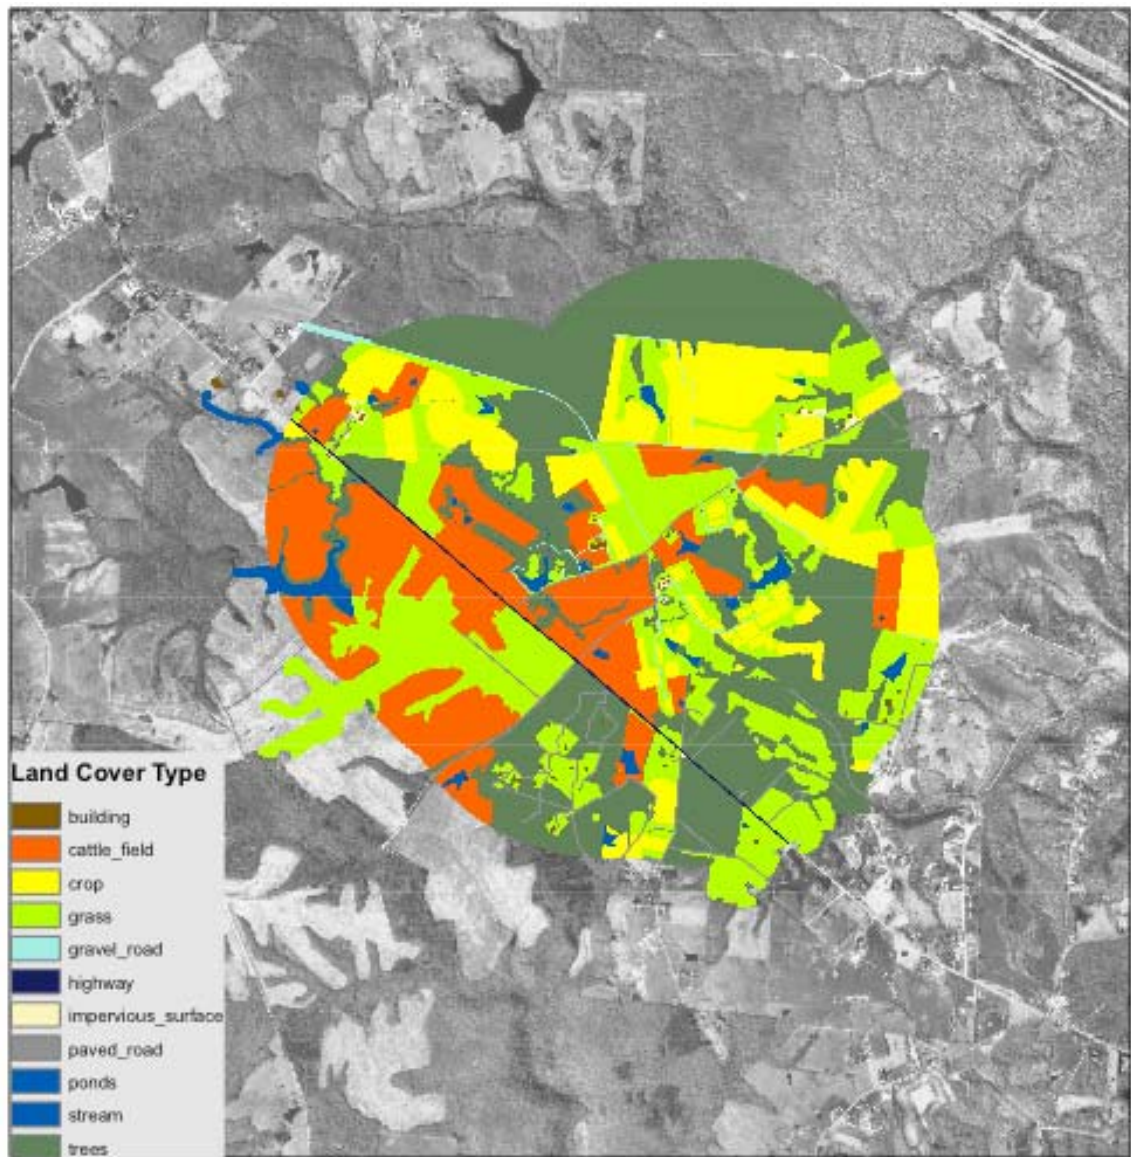 Land Cover Type
building
cattle_field
crop
grass
gravel_road
highway
impervious_surface
paved_road
ponds
stream
trees